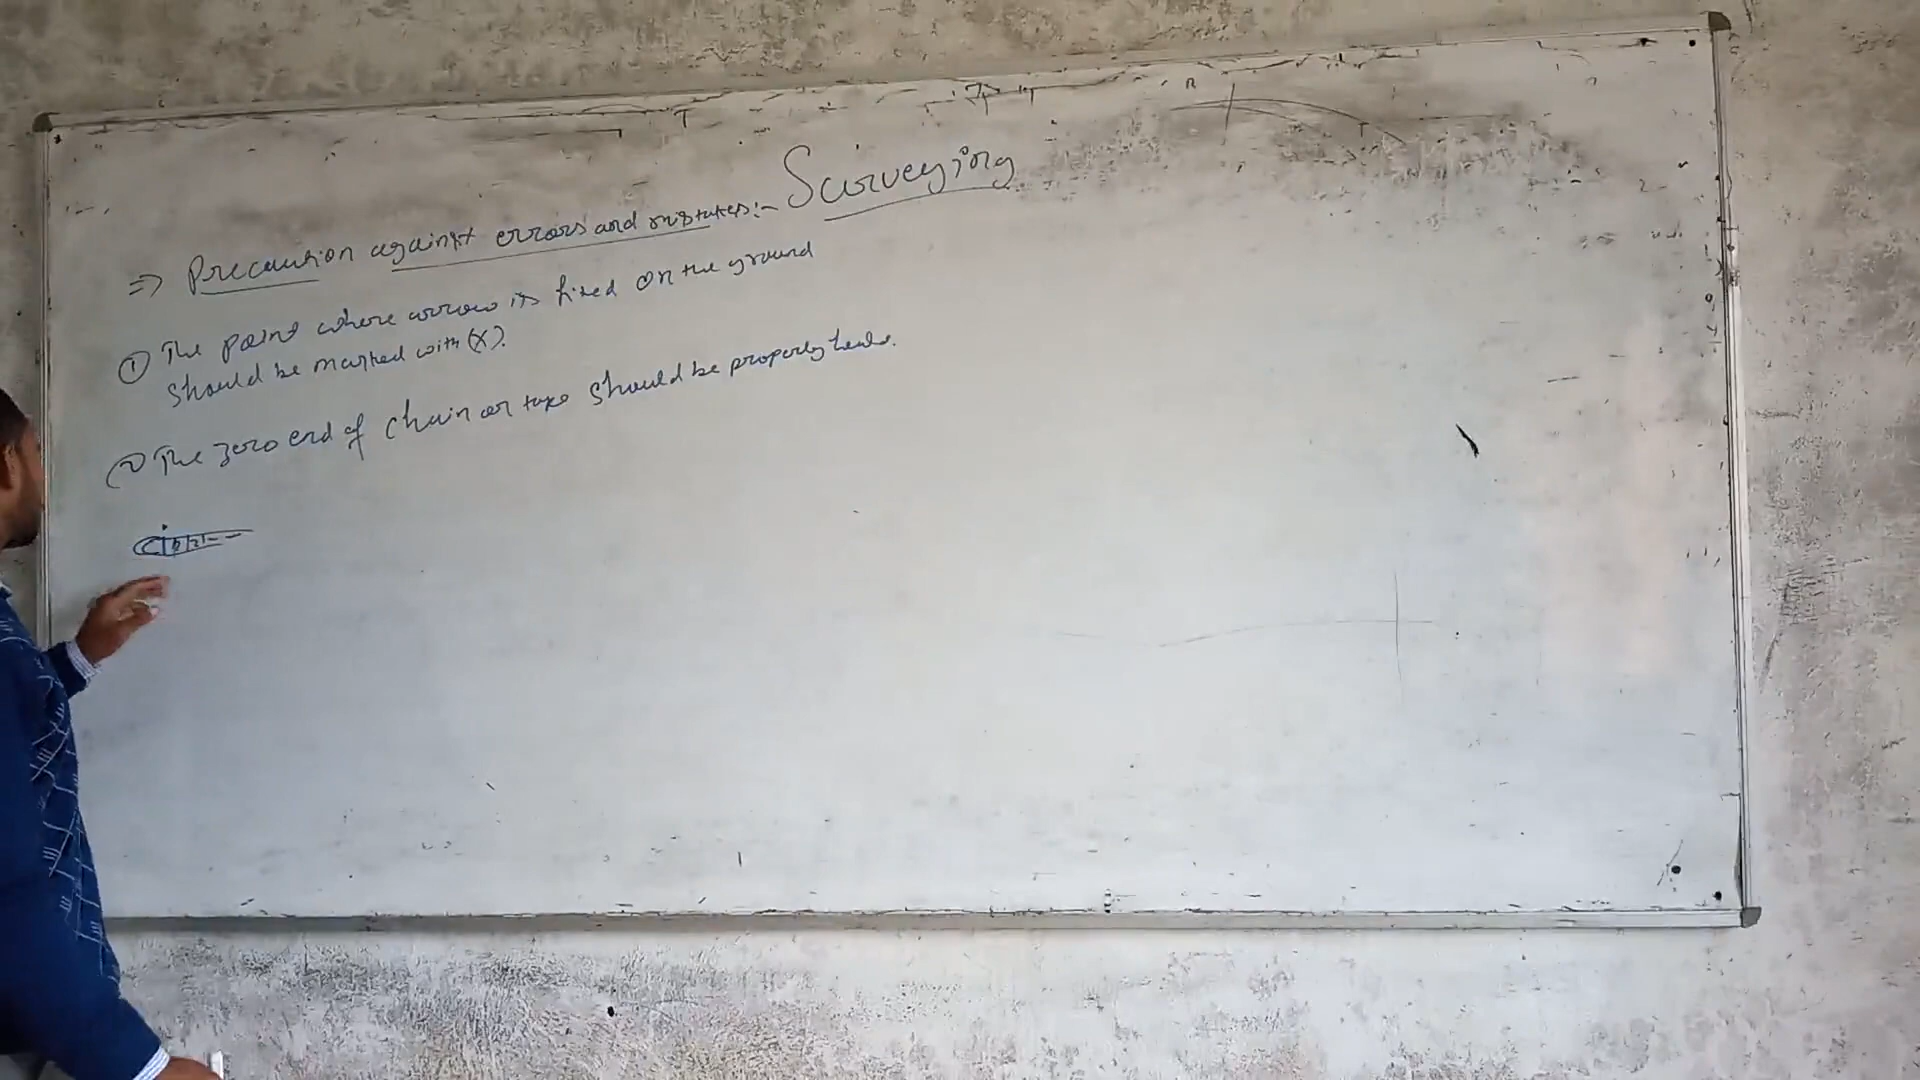 Surveying
⇒ Precaution against errors and mistakes:-
① The point where arrow is fixed on the ground
should be marked with (X).
② The zero end of chain or tape should be properly held.